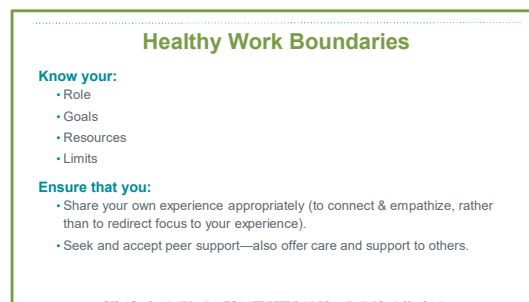 Healthy Work Boundaries
Know your:
• Role
• Goals
• Resources
• Limits
Ensure that you:
• Share your own experience appropriately (to connect & empathize, rather
than to redirect focus to your experience).
• Seek and accept peer support—also offer care and support to others.